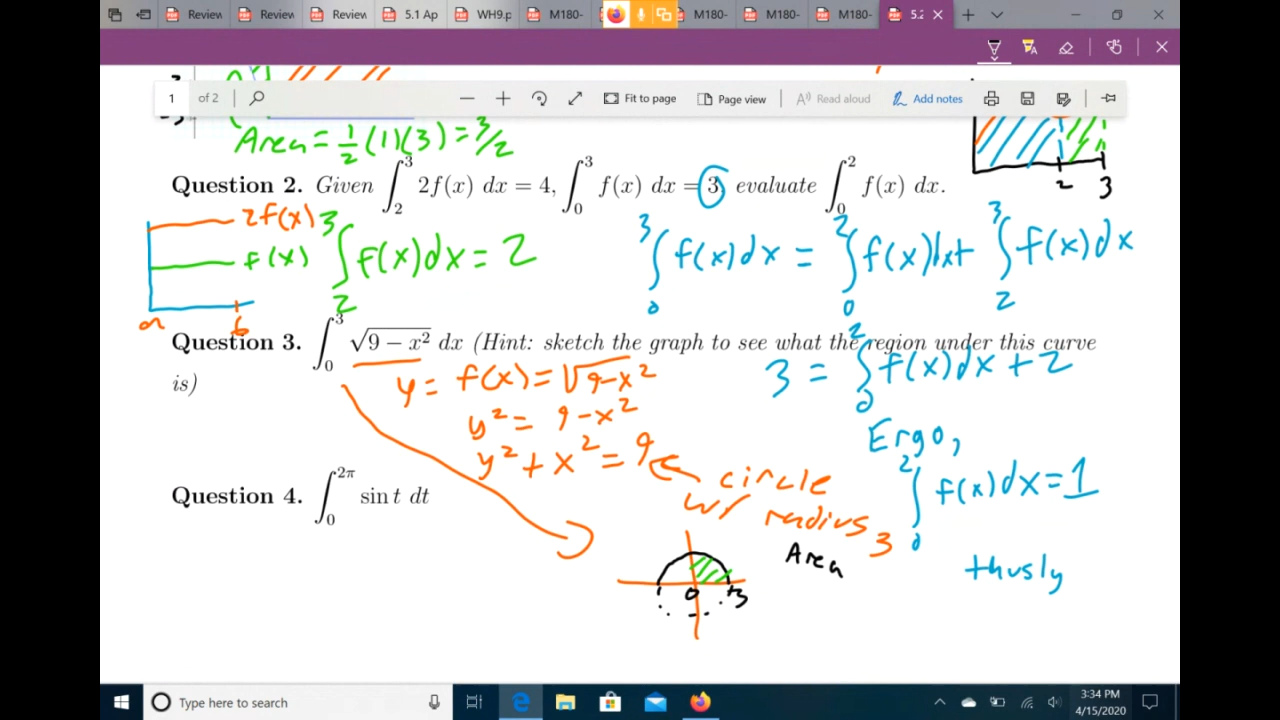 Review
Review
Review
5.1 Ap
WH9.p
M180-
M180-
M180-
M180-
5.2
1 of 2
Fit to page
Page view
Read aloud
Add notes
Area = 1/2 (1)(3) = 3/2
2 3
Question 2. Given ∫_2^3 2f(x) dx = 4, ∫_0^3 f(x) dx = 3, evaluate ∫_0^2 f(x) dx.
2f(x)
f(x)
a b
∫_2^3 f(x)dx = 2
∫_0^3 f(x)dx = ∫_0^2 f(x)dx + ∫_2^3 f(x)dx
Question 3. ∫_0^3 √(9 − x²) dx (Hint: sketch the graph to see what the region under this curve
is)
3 = ∫_0^2 f(x)dx + 2
y = f(x) = √(9-x²)
y² = 9-x²
y² + x² = 9
circle
w/ radius 3
Ergo,
∫_0^2 f(x)dx = 1
thusly
Question 4. ∫_0^{2π} sin t dt
Area
0 3
Type here to search
3:34 PM
4/15/2020